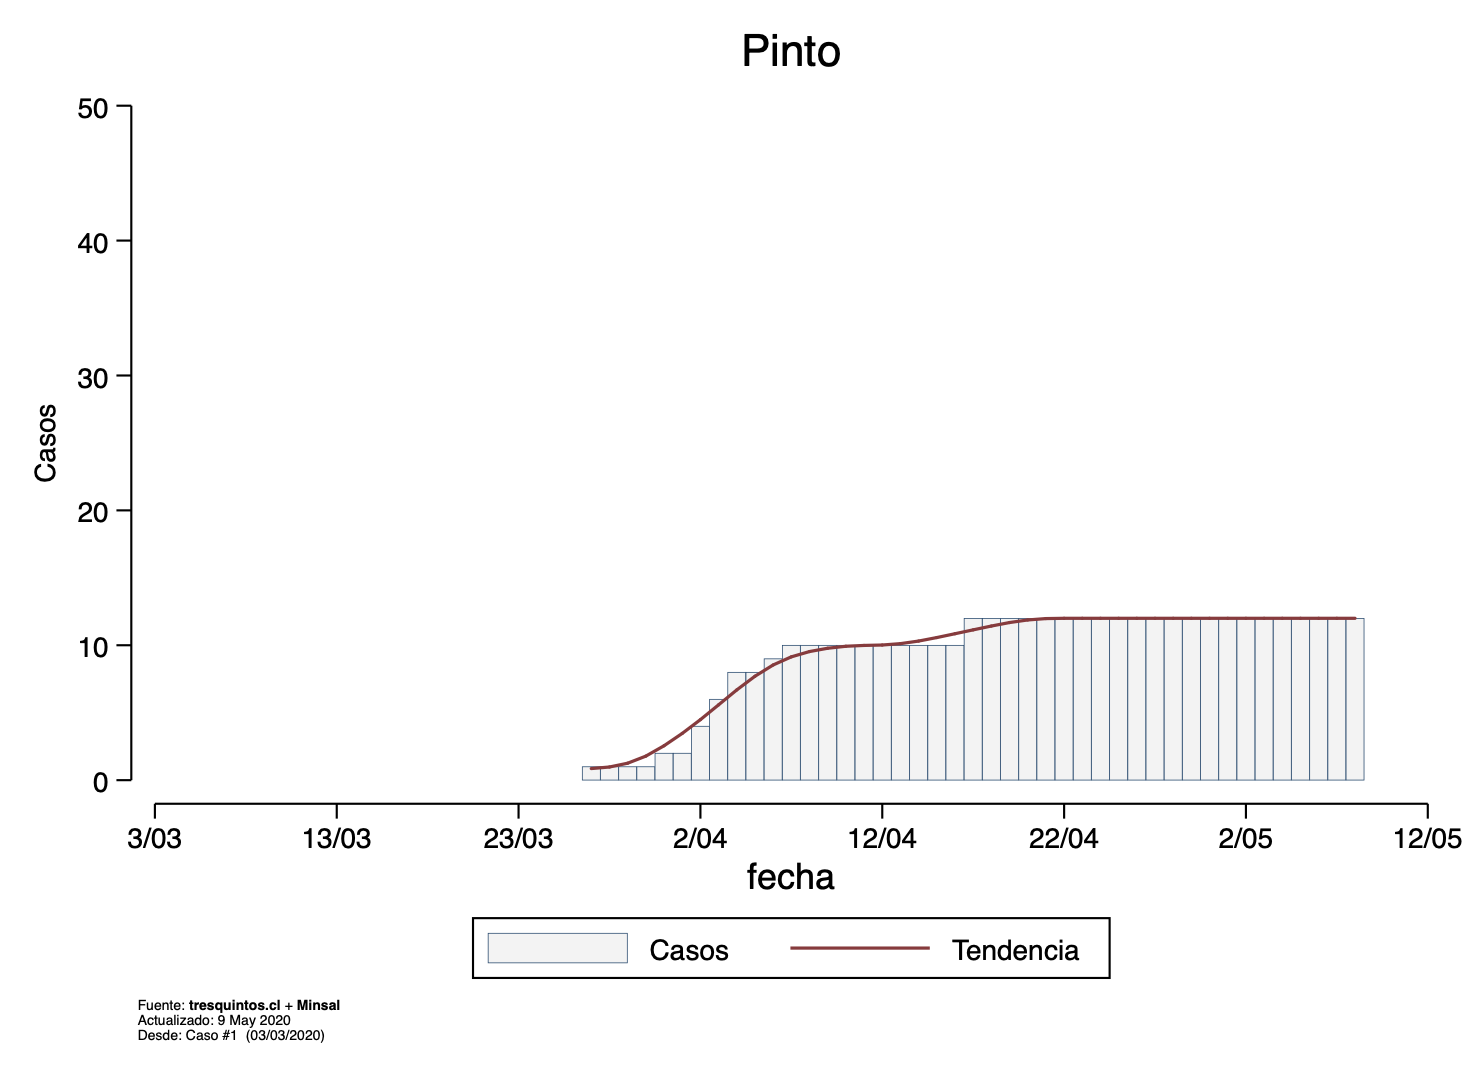 Pinto
50
40
30
20
10
0
Casos
3/03 13/03 23/03 2/04 12/04 22/04 2/05 12/05
fecha
Casos Tendencia
Fuente: tresquintos.cl + Minsal
Actualizado: 9 May 2020
Desde: Caso #1 (03/03/2020)